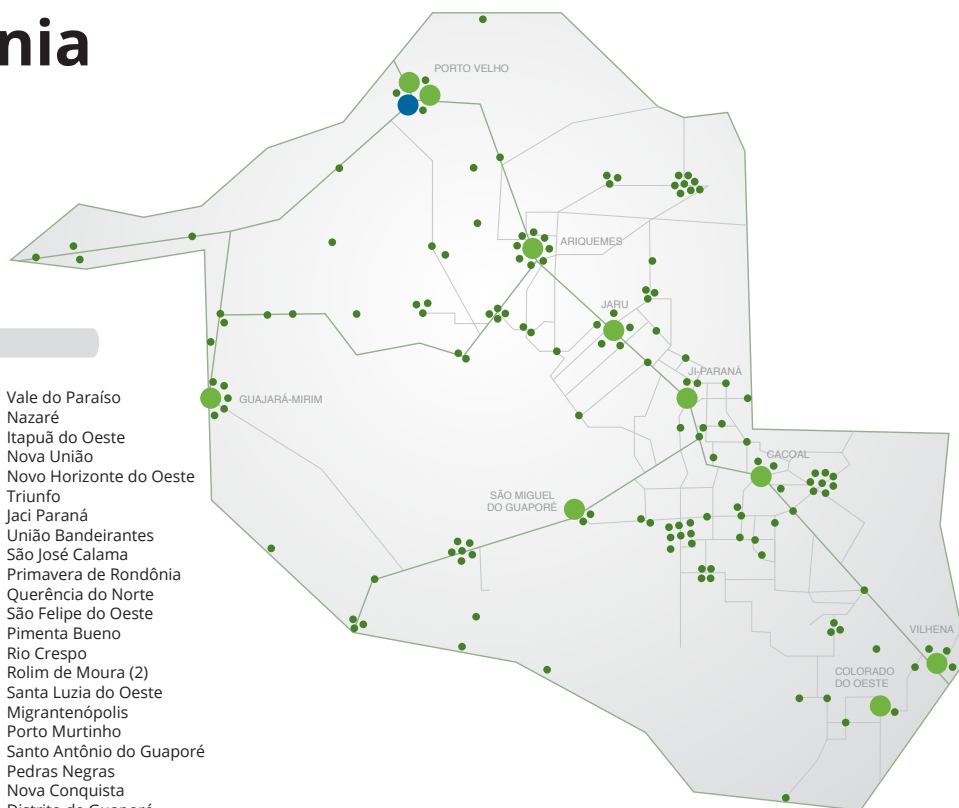 nia
PORTO VELHO
ARIQUEMES
JARU
JI-PARANÁ
GUAJARÁ-MIRIM
CACOAL
SÃO MIGUEL
DO GUAPORÉ
VILHENA
COLORADO
DO OESTE
Vale do Paraíso
Nazaré
Itapuã do Oeste
Nova União
Novo Horizonte do Oeste
Triunfo
Jaci Paraná
União Bandeirantes
São José Calama
Primavera de Rondônia
Querência do Norte
São Felipe do Oeste
Pimenta Bueno
Rio Crespo
Rolim de Moura (2)
Santa Luzia do Oeste
Migrantenópolis
Porto Murtinho
Santo Antônio do Guaporé
Pedras Negras
Nova Conquista